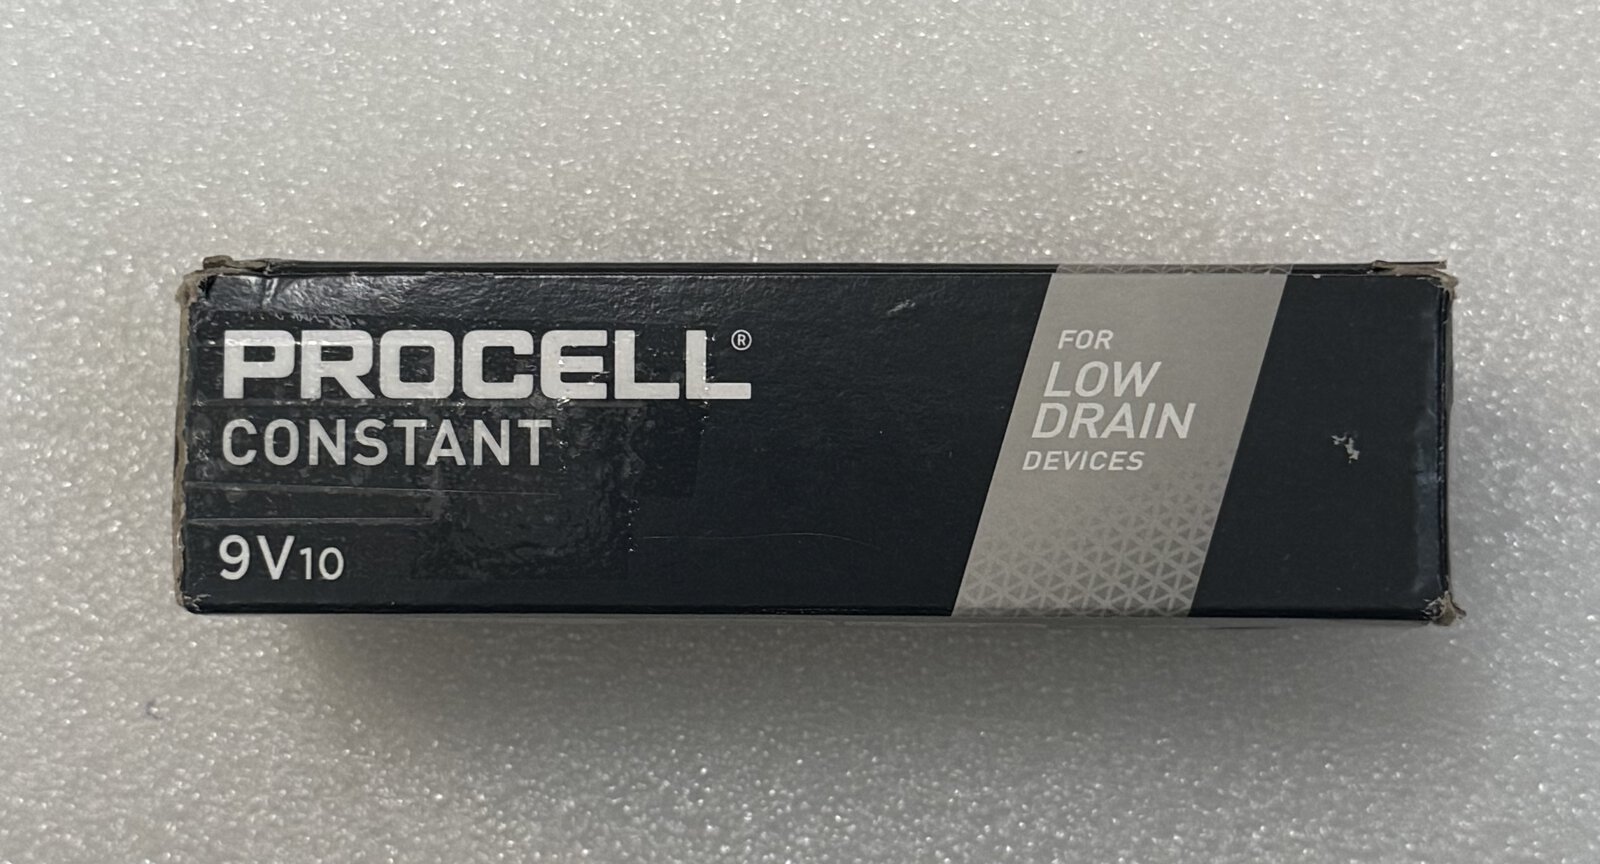 PROCELL®
CONSTANT
9V10
FOR
LOW
DRAIN
DEVICES